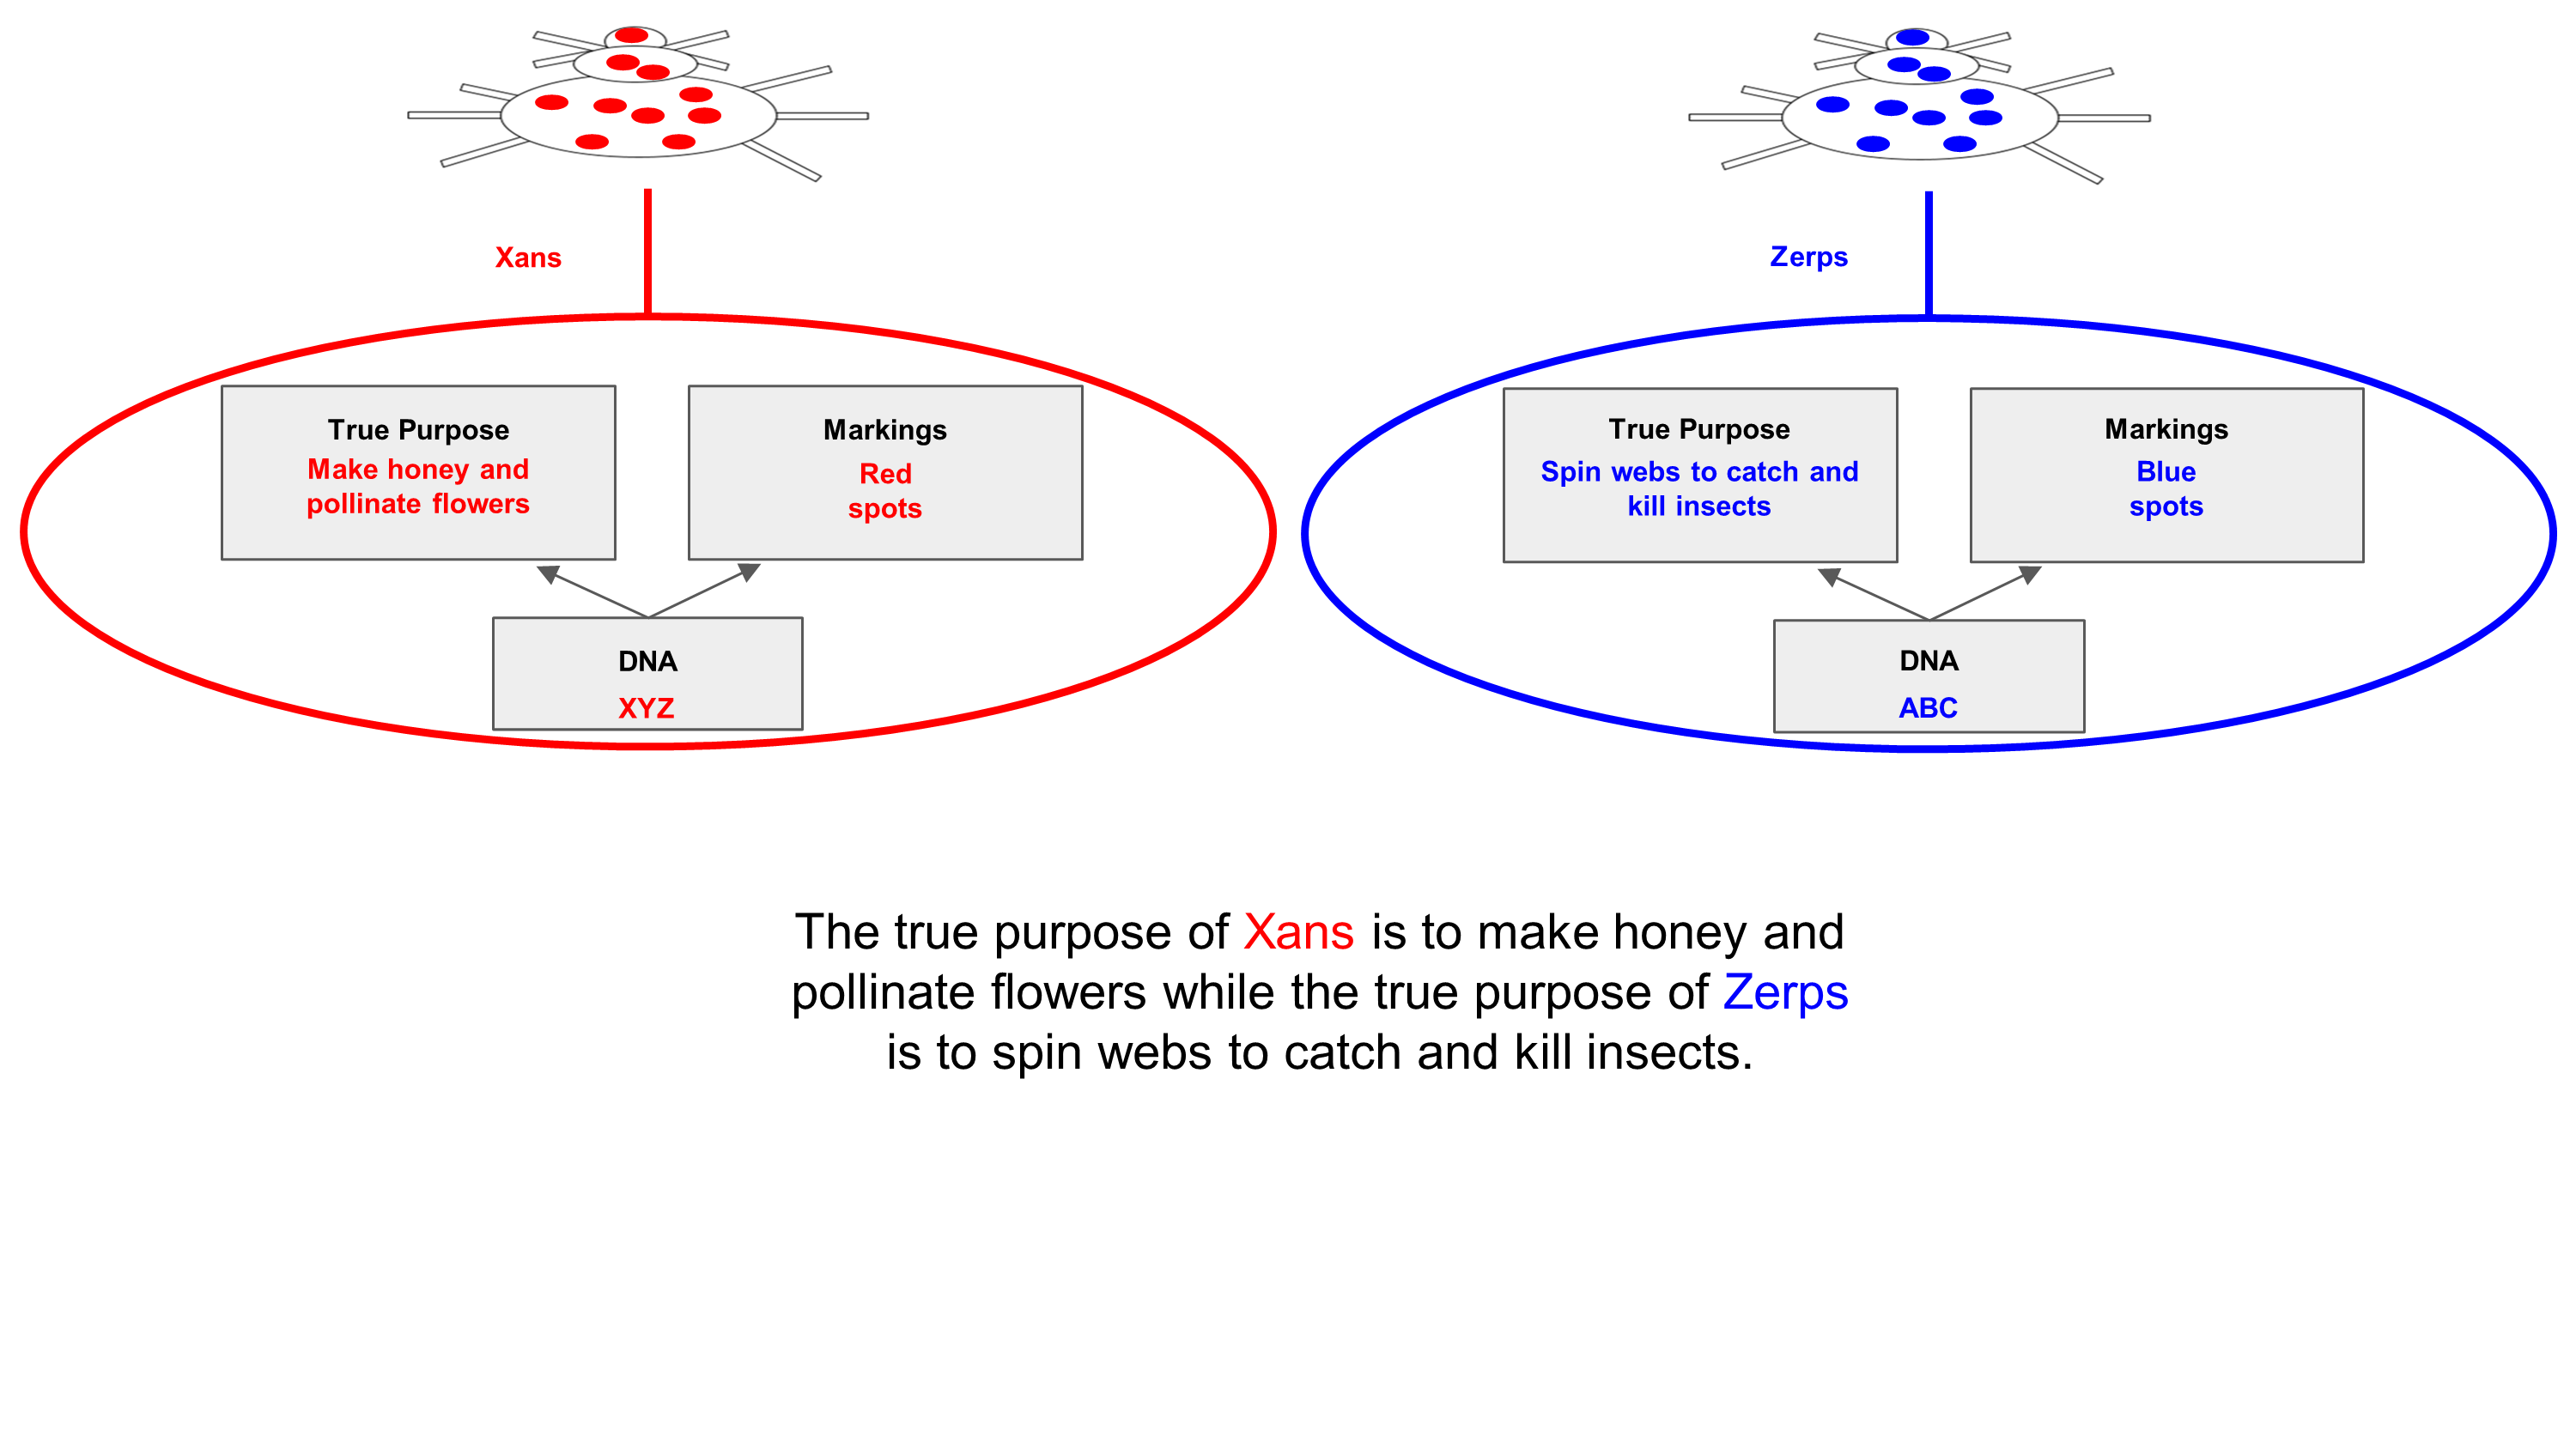 Xans
True Purpose
Make honey and
pollinate flowers
Markings
Red
spots
DNA
XYZ
Zerps
True Purpose
Spin webs to catch and
kill insects
Markings
Blue
spots
DNA
ABC
The true purpose of Xans is to make honey and
pollinate flowers while the true purpose of Zerps
is to spin webs to catch and kill insects.